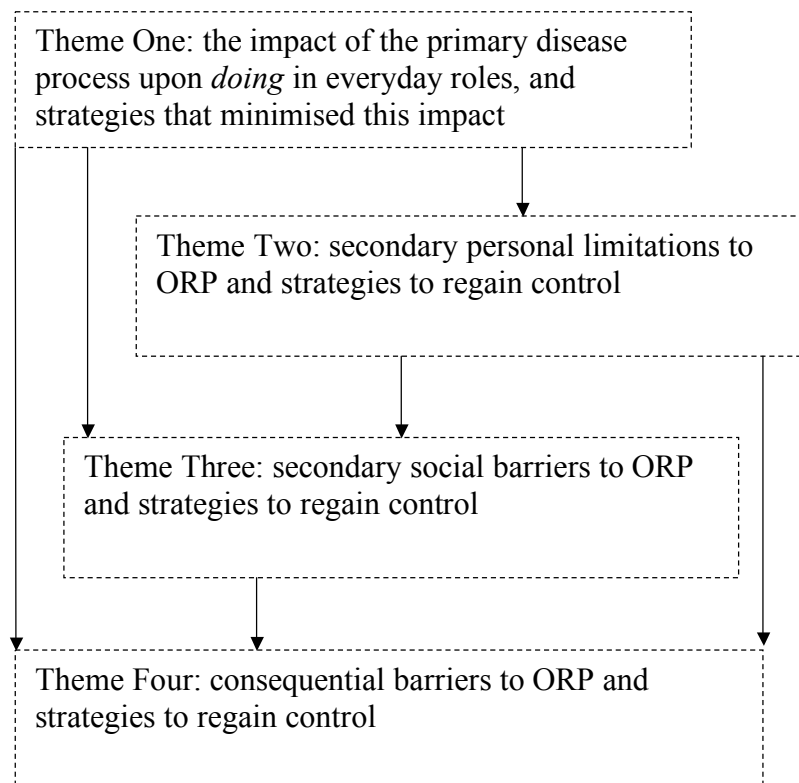 Theme One: the impact of the primary disease
process upon doing in everyday roles, and
strategies that minimised this impact
Theme Two: secondary personal limitations to
ORP and strategies to regain control
Theme Three: secondary social barriers to ORP
and strategies to regain control
Theme Four: consequential barriers to ORP and
strategies to regain control